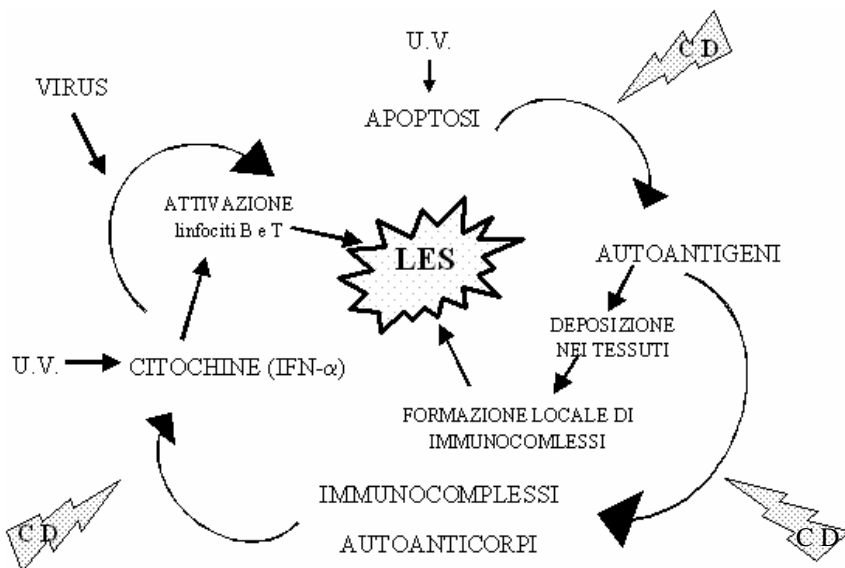 U.V.
C D
VIRUS
APOPTOSI
ATTIVAZIONE
linfociti B e T
LES
AUTOANTIGENI
DEPOSIZIONE
NEI TESSUTI
U.V.
CITOCHINE (IFN-α)
FORMAZIONE LOCALE DI
IMMUNOCOMLESSI
IMMUNOCOMPLESSI
AUTOANTICORPI
C D
C D